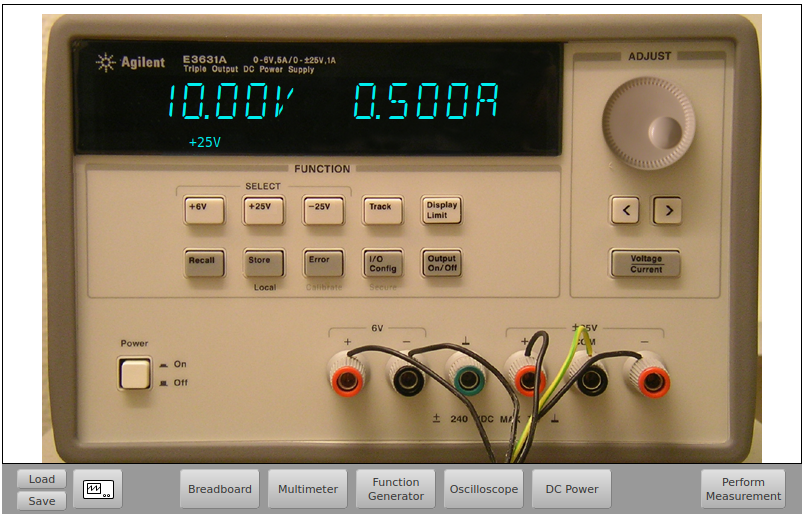 Agilent E3631A 0-6V,5A/0-±25V,1A
Triple Output DC Power Supply
10.00V 0.500A
+25V
ADJUST
FUNCTION
SELECT
+6V +25V -25V Track Display Limit
< >
Recall Store Error I/O Config Output On/Off
Voltage
Current
Local Calibrate Secure
Power
On
Off
6V ±25V
+ - ⏚ + COM -
± 240 VDC MAX ⏚
Load
Save
Breadboard Multimeter Function Generator Oscilloscope DC Power Perform Measurement